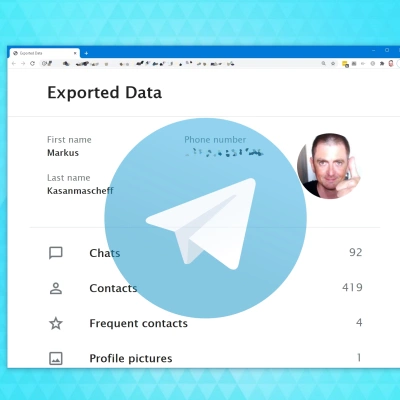 Exported Data
Exported Data
First name
Phone number
Markus
Last name
Kasanmascheff
Chats 92
Contacts 419
Frequent contacts 4
Profile pictures 1